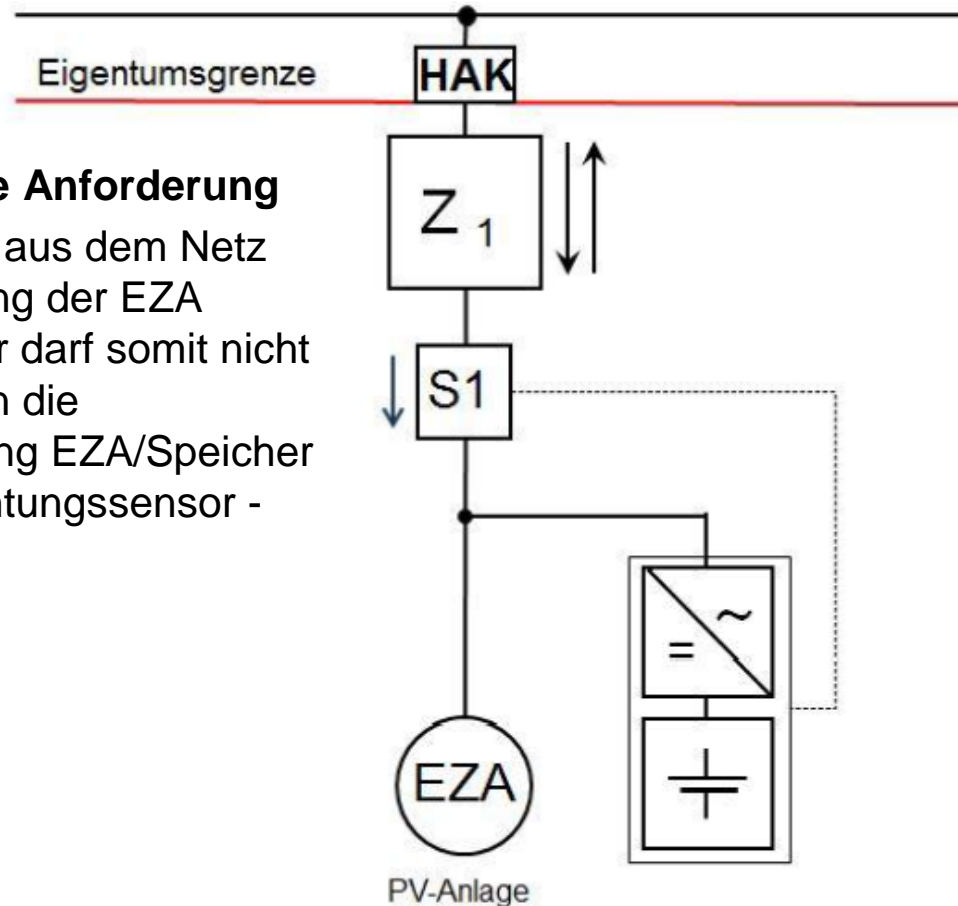 Eigentumsgrenze
HAK
e Anforderung
aus dem Netz
ng der EZA
r darf somit nicht
n die
ng EZA/Speicher
ntungssensor -
Z 1
S1
~
=
EZA
PV-Anlage